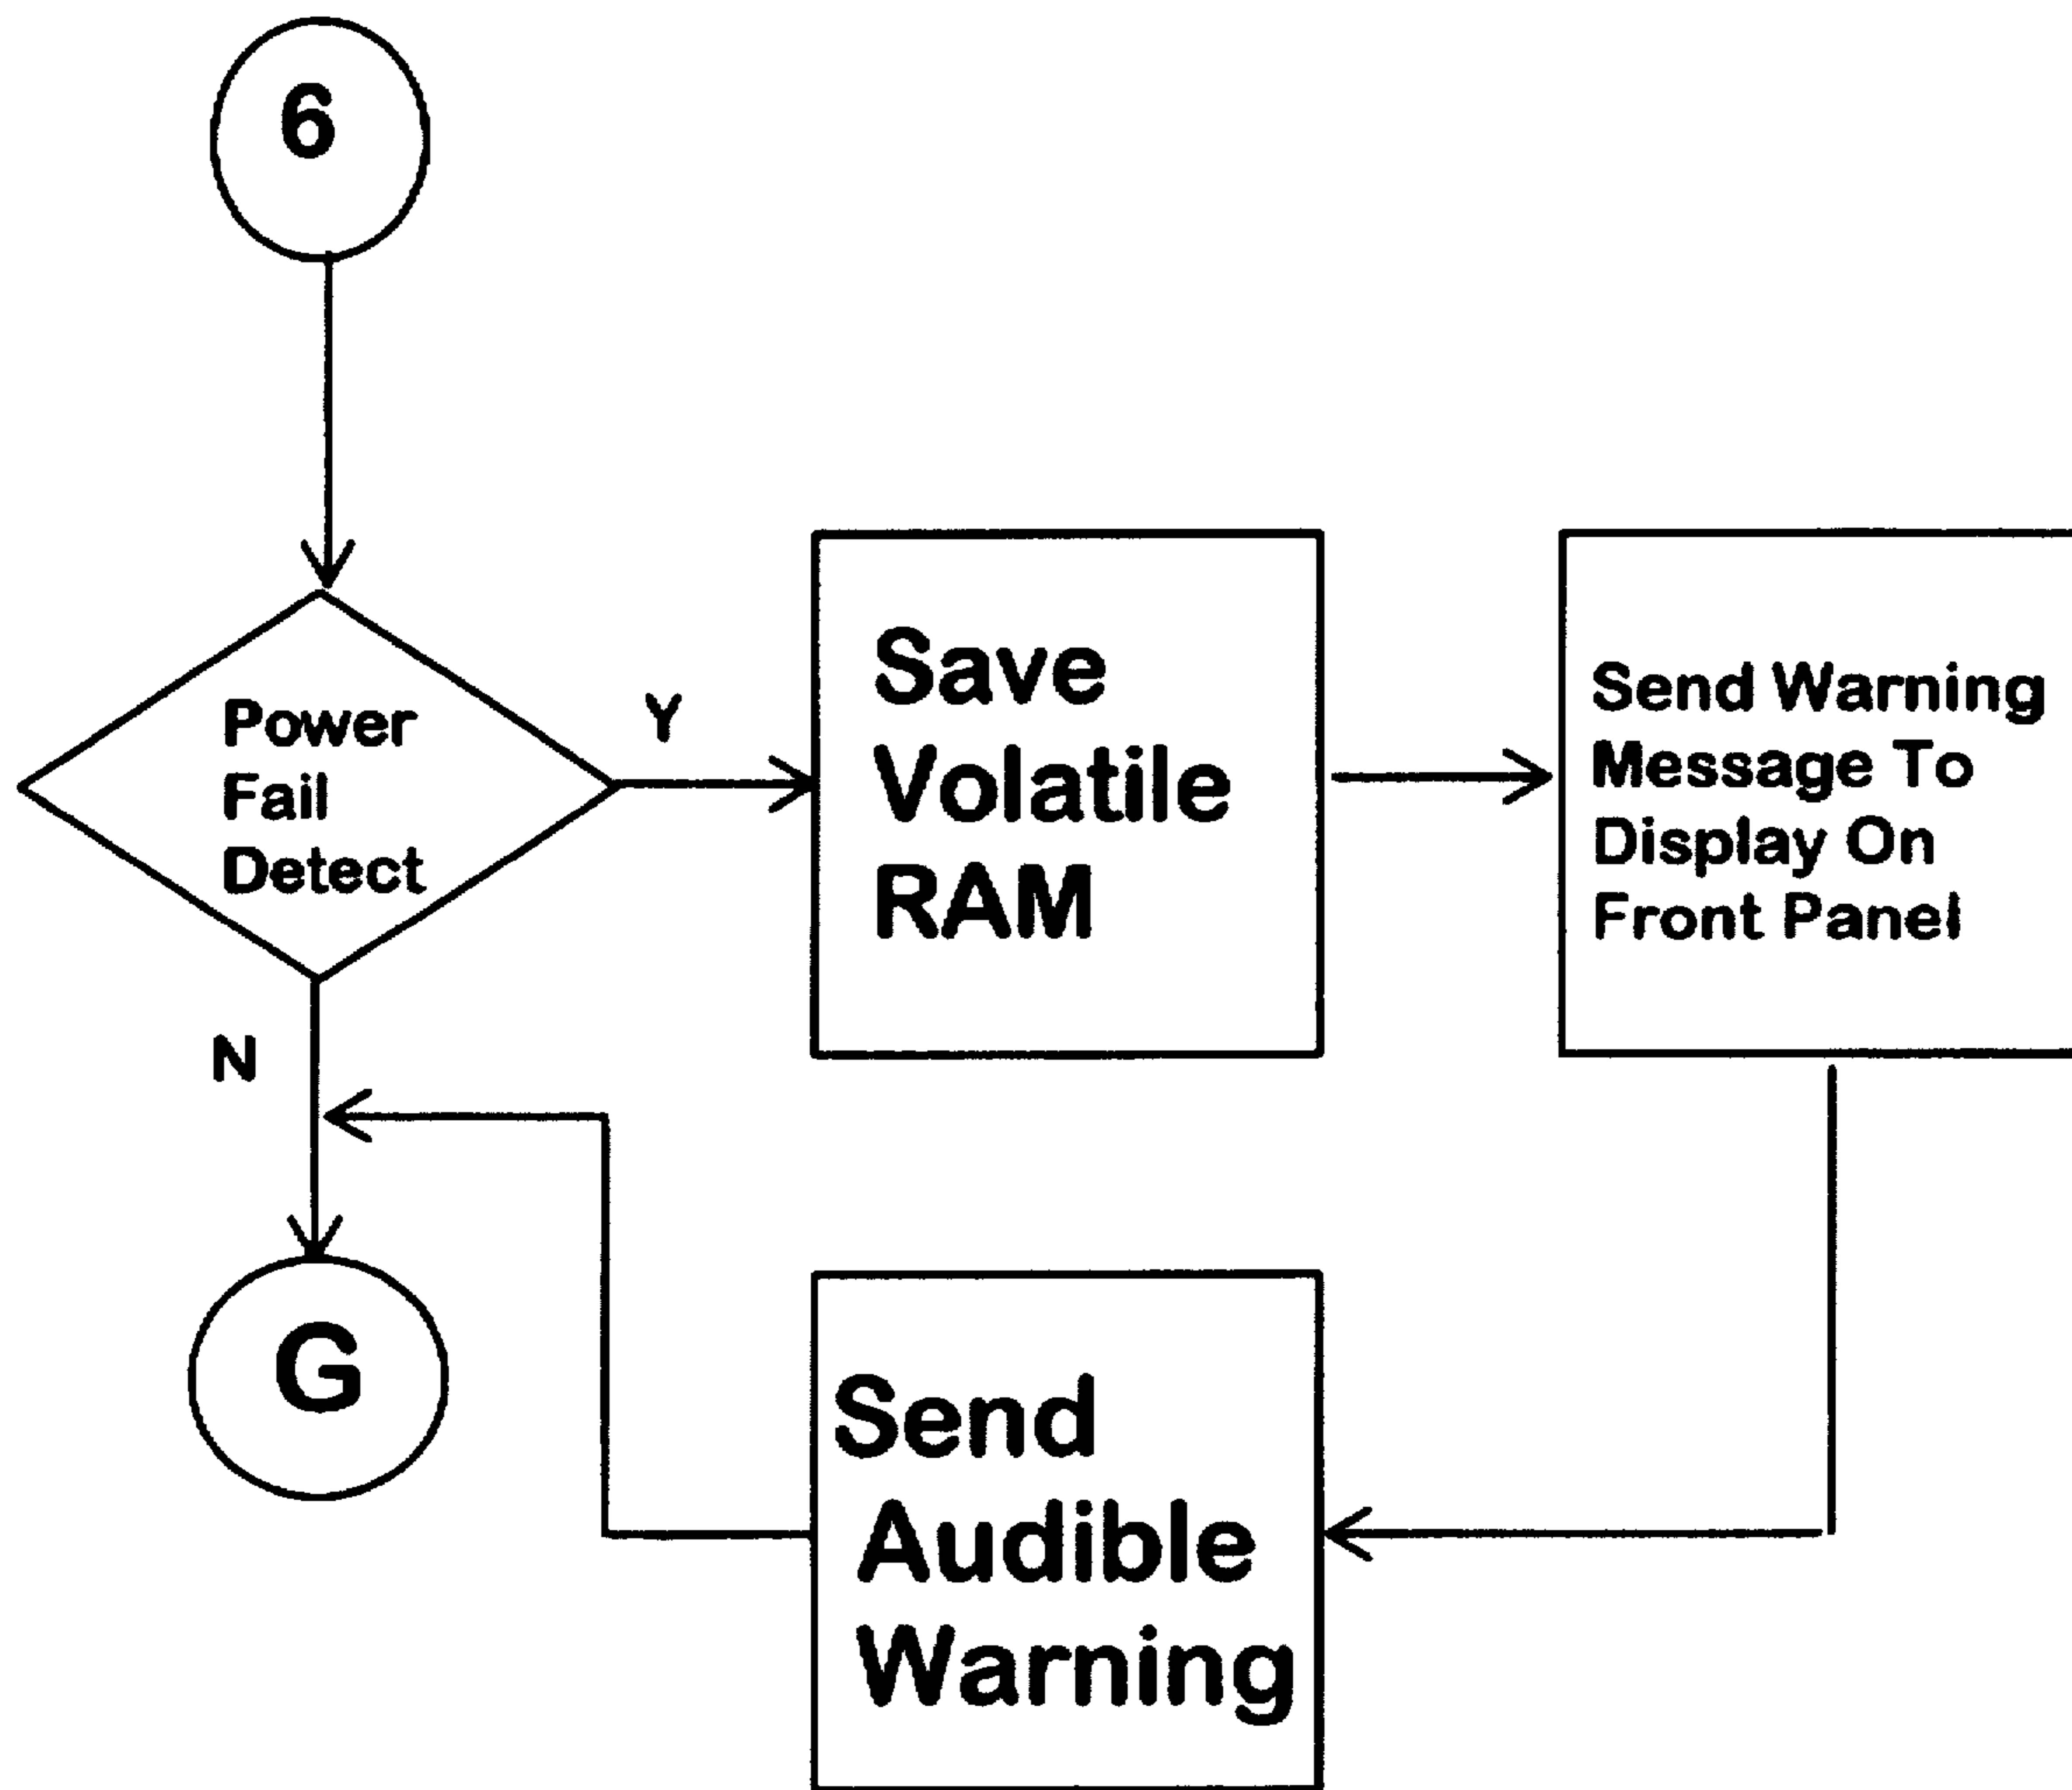 6
Power
Fail
Detect
Y
Save
Volatile
RAM
Send Warning
Message To
Display On
Front Panel
N
G
Send
Audible
Warning